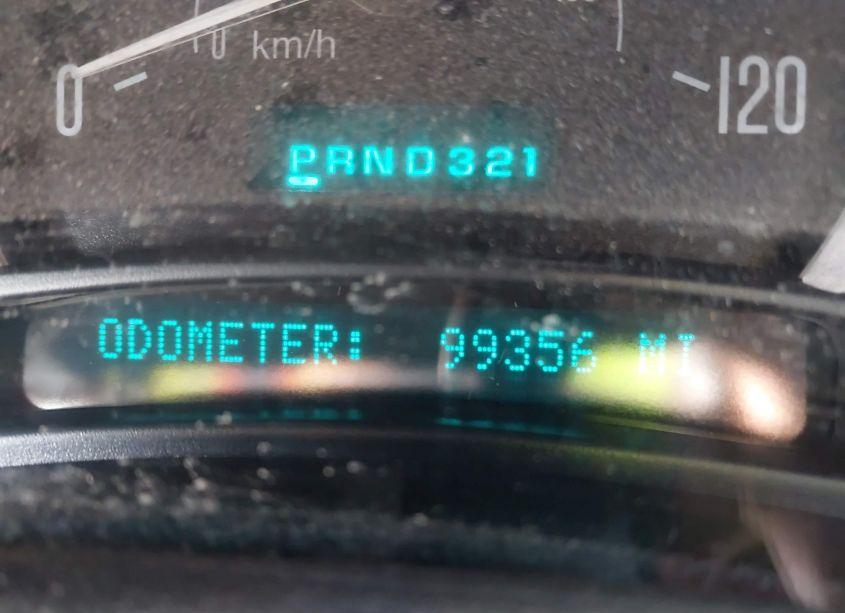 0 km/h
0 120
PRND321
ODOMETER: 99356 MI